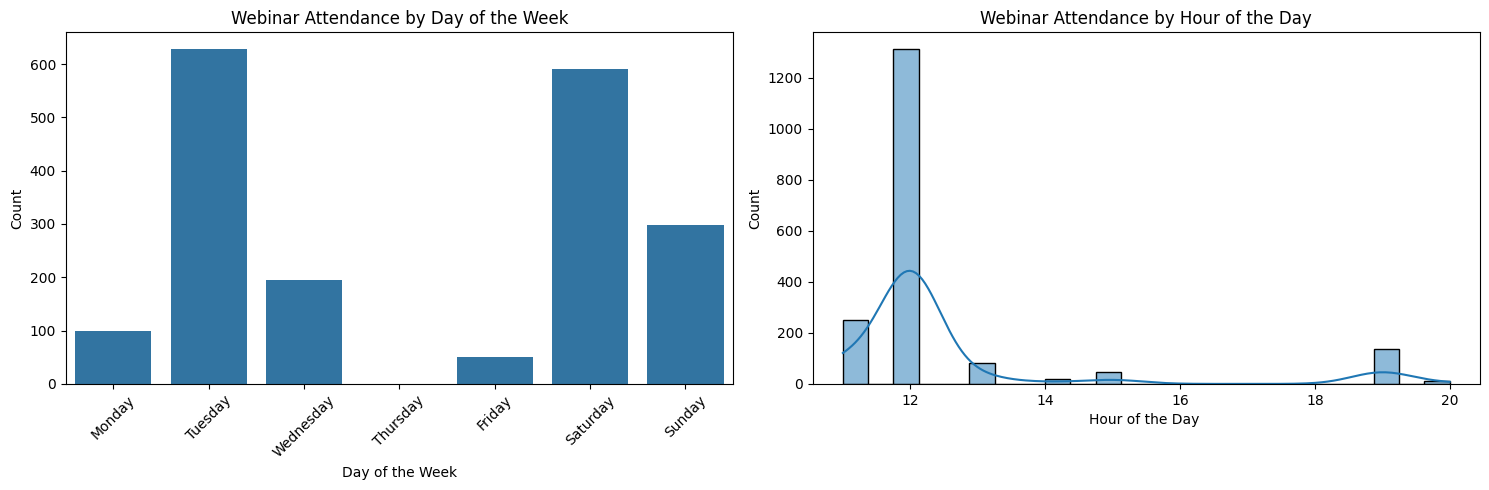 Webinar Attendance by Day of the Week
600
500
400
300
200
100
0
Count
Monday
Tuesday
Wednesday
Thursday
Friday
Saturday
Sunday
Day of the Week
Webinar Attendance by Hour of the Day
1200
1000
800
600
400
200
0
Count
12
14
16
18
20
Hour of the Day